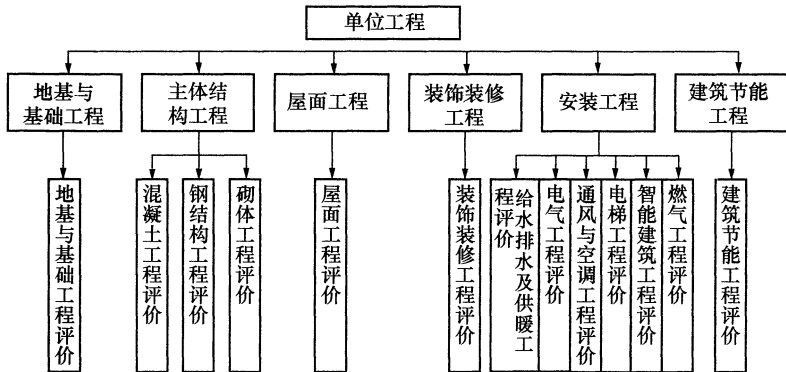 单位工程
地基与
基础工程
主体结
构工程
屋面工程
装饰装修
工程
安装工程
建筑节能
工程
地基与基础工程评价
混凝土工程评价
钢结构工程评价
砌体工程评价
屋面工程评价
装饰装修工程评价
给水排水及供暖工
程评价
电气工程评价
通风与空调工程评价
电梯工程评价
智能建筑工程评价
燃气工程评价
建筑节能工程评价